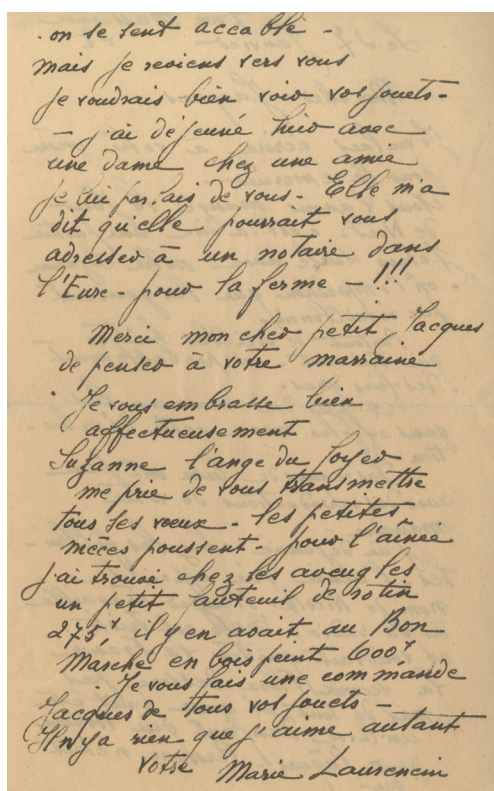 on se sent accablé -
mais je reviens vers vous
je voudrais bien voir vos jouets -
- j'ai déjeuné hier avec
une dame chez une amie
je lui parlais de vous - Elle m'a
dit qu'elle pourrait vous
adresser à un notaire dans
l'Eure - pour la ferme - !!!
Merci mon cher petit Jacques
de penser à votre marraine
Je vous embrasse bien
affectueusement
Suzanne l'ange du foyer
me prie de vous transmettre
tous ses vœux - les petites
nièces poussent - pour l'aînée
j'ai trouvé chez les aveugles
un petit fauteuil de rotin
275 f, il y en avait au Bon
Marché en bois peint 600 f
Je vous fais une commande
Jacques de tous vos jouets -
Il n'y a rien que j'aime autant
votre Marie Laurencin